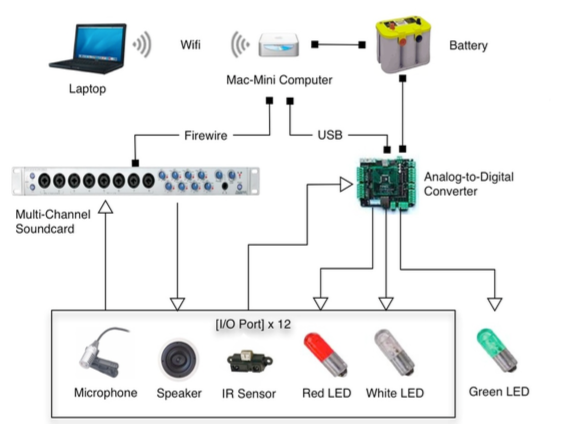 Wifi
Battery
Laptop
Mac-Mini Computer
Firewire
USB
Analog-to-Digital
Converter
Multi-Channel
Soundcard
[I/O Port] x 12
Microphone
Speaker
IR Sensor
Red LED
White LED
Green LED